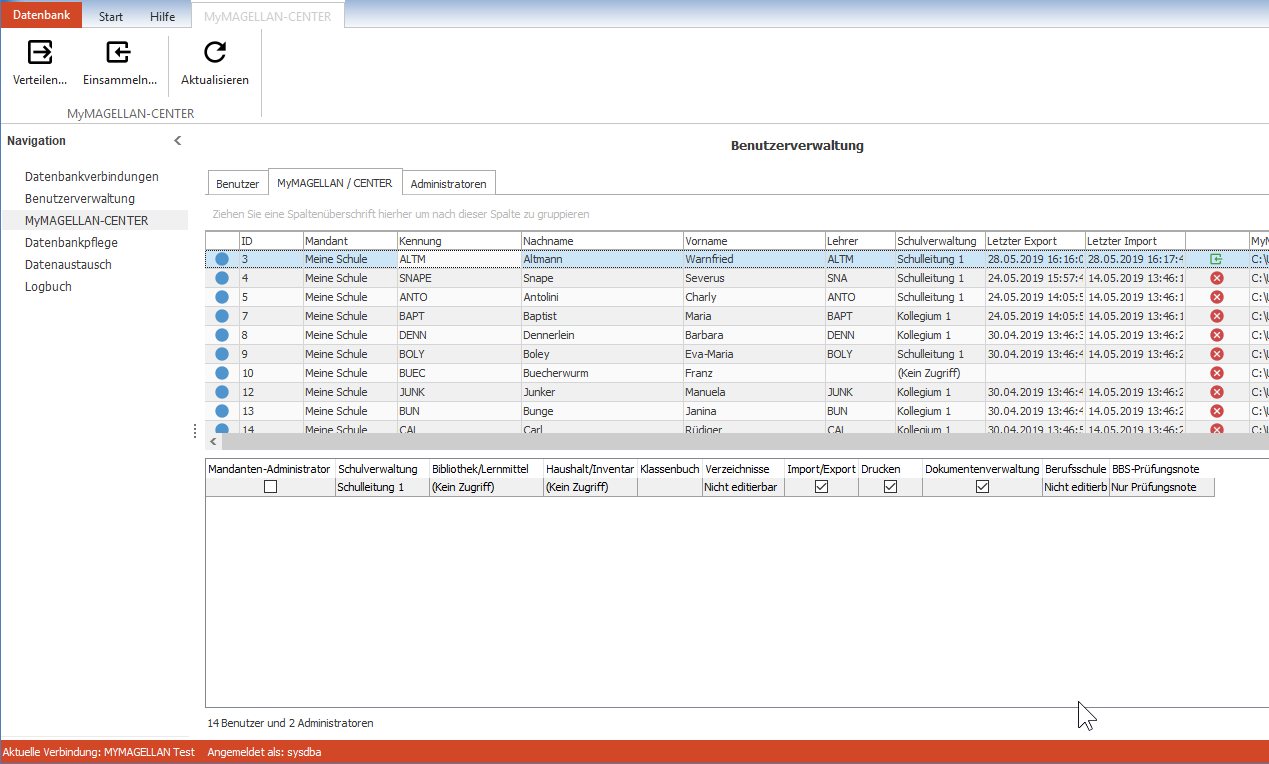 Datenbank Start Hilfe MyMAGELLAN-CENTER
Verteilen... Einsammeln... Aktualisieren
MyMAGELLAN-CENTER
Navigation
Datenbankverbindungen
Benutzerverwaltung
MyMAGELLAN-CENTER
Datenbankpflege
Datenaustausch
Logbuch
Benutzerverwaltung
Benutzer MyMAGELLAN / CENTER Administratoren
Ziehen Sie eine Spaltenüberschrift hierher um nach dieser Spalte zu gruppieren
ID Mandant Kennung Nachname Vorname Lehrer Schulverwaltung Letzter Export Letzter Import MyM
3 Meine Schule ALTM Altmann Warnfried ALTM Schulleitung 1 28.05.2019 16:16:0 28.05.2019 16:17:4 C:\
4 Meine Schule SNAPE Snape Severus SNA Schulleitung 1 24.05.2019 15:57:4 14.05.2019 13:46:1 C:\
5 Meine Schule ANTO Antolini Charly ANTO Schulleitung 1 24.05.2019 14:05:5 14.05.2019 13:46:1 C:\
7 Meine Schule BAPT Baptist Maria BAPT Kollegium 1 24.05.2019 14:05:5 14.05.2019 13:46:1 C:\
8 Meine Schule DENN Dennerlein Barbara DENN Kollegium 1 30.04.2019 13:46:3 14.05.2019 13:46:2 C:\
9 Meine Schule BOLY Boley Eva-Maria BOLY Schulleitung 1 30.04.2019 13:46:4 14.05.2019 13:46:2 C:\
10 Meine Schule BUEC Buecherwurm Franz (Kein Zugriff) C:\
12 Meine Schule JUNK Junker Manuela JUNK Kollegium 1 30.04.2019 13:46:4 14.05.2019 13:46:2 C:\
13 Meine Schule BUN Bunge Janina BUN Kollegium 1 30.04.2019 13:46:4 14.05.2019 13:46:2 C:\
14 Meine Schule CAL Carl Rüdiger CAL Kollegium 1 30.04.2019 13:46:5 14.05.2019 13:46:2 C:\
Mandanten-Administrator Schulverwaltung Bibliothek/Lernmittel Haushalt/Inventar Klassenbuch Verzeichnisse Import/Export Drucken Dokumentenverwaltung Berufsschule BBS-Prüfungsnote
Schulleitung 1 (Kein Zugriff) (Kein Zugriff) Nicht editierbar Nicht editierb Nur Prüfungsnote
14 Benutzer und 2 Administratoren
Aktuelle Verbindung: MYMAGELLAN Test Angemeldet als: sysdba